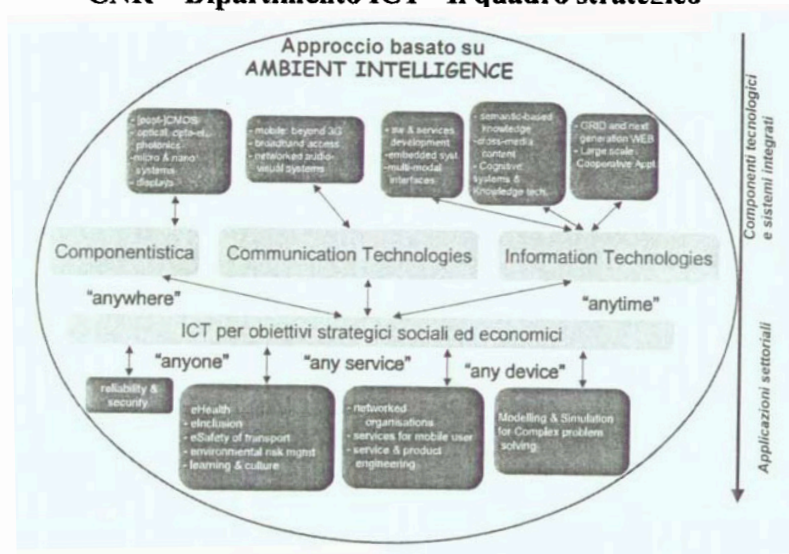 CNR – Dipartimento ICT – Il quadro strategico
Approccio basato su
AMBIENT INTELLIGENCE
- [post-]CMOS
- optical, opto-el.,
photonics
- micro & nano
systems
- displays
- mobile: beyond 3G
- broadband access
- networked audio-
visual systems
- sw & services
development
- embedded syst.
- multi-modal
interfaces
- semantic-based
knowledge
- cross-media
content
- Cognitive
systems &
Knowledge tech.
- GRID and next
generation WEB
- Large scale
Cooperative Appl.
Componentistica
Communication Technologies
Information Technologies
"anywhere"
"anytime"
ICT per obiettivi strategici sociali ed economici
"anyone"
"any service"
"any device"
reliability &
security
- eHealth
- eInclusion
- eSafety of transport
- environmental risk mgmt
- learning & culture
- networked
organisations
- services for mobile user
- service & product
engineering
Modelling & Simulation
for Complex problem
solving
Componenti tecnologici
e sistemi integrati
Applicazioni settoriali